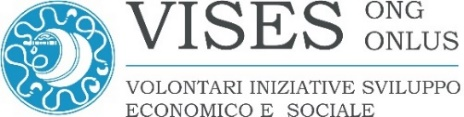 VISES ONG
ONLUS
VOLONTARI INIZIATIVE SVILUPPO
ECONOMICO E SOCIALE